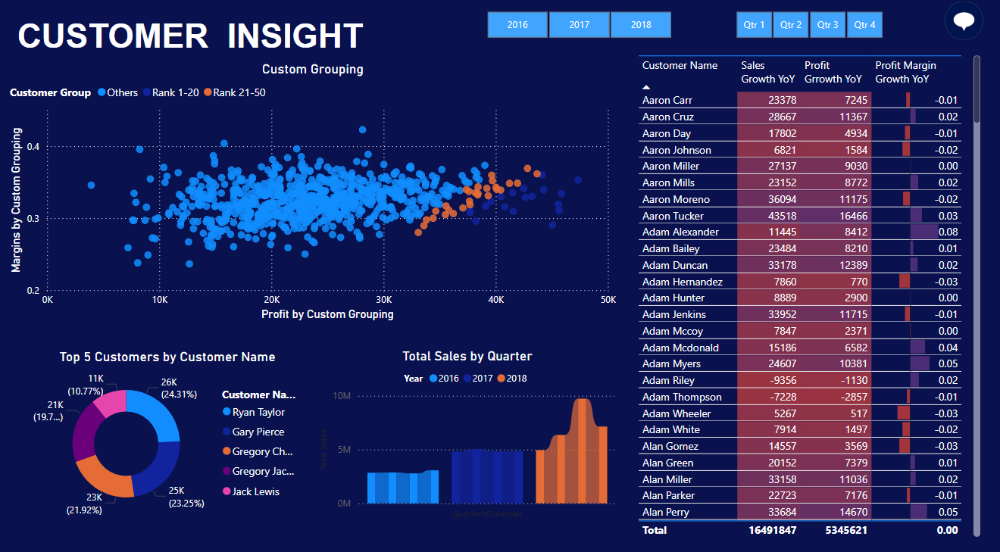 CUSTOMER INSIGHT
2016
2017
2018
Qtr 1
Qtr 2
Qtr 3
Qtr 4
Custom Grouping
Customer Group Others Rank 1-20 Rank 21-50
Margins by Custom Grouping
0.4
0.3
0.2
0K 10K 20K 30K 40K 50K
Profit by Custom Grouping
Top 5 Customers by Customer Name
11K
(10.77%)
26K
(24.31%)
21K
(19.7...)
25K
(23.25%)
23K
(21.92%)
Customer Na...
Ryan Taylor
Gary Pierce
Gregory Ch...
Gregory Jac...
Jack Lewis
Total Sales by Quarter
Year 2016 2017 2018
Total Sales
10M
5M
0M
QuarterInCalendar
Customer Name Sales Growth YoY Profit Grrowth YoY Profit Margin Growth YoY
Aaron Carr 23378 7245 -0.01
Aaron Cruz 28667 11367 0.02
Aaron Day 17802 4934 -0.01
Aaron Johnson 6821 1584 -0.02
Aaron Miller 27137 9030 0.00
Aaron Mills 23152 8772 0.02
Aaron Moreno 36094 11175 -0.02
Aaron Tucker 43518 16466 0.03
Adam Alexander 11445 8412 0.08
Adam Bailey 23484 8210 0.01
Adam Duncan 33178 12389 0.02
Adam Hernandez 7860 770 -0.03
Adam Hunter 8889 2900 0.00
Adam Jenkins 33952 11715 -0.01
Adam Mccoy 7847 2371 0.00
Adam Mcdonald 15186 6582 0.04
Adam Myers 24607 10381 0.05
Adam Riley -9356 -1130 0.02
Adam Thompson -7228 -2857 -0.01
Adam Wheeler 5267 517 -0.03
Adam White 7914 1497 -0.02
Alan Gomez 14557 3569 -0.03
Alan Green 20152 7379 0.01
Alan Miller 33158 11036 0.02
Alan Parker 22723 7176 -0.01
Alan Perry 33684 14670 0.05
Total 16491847 5345621 0.00